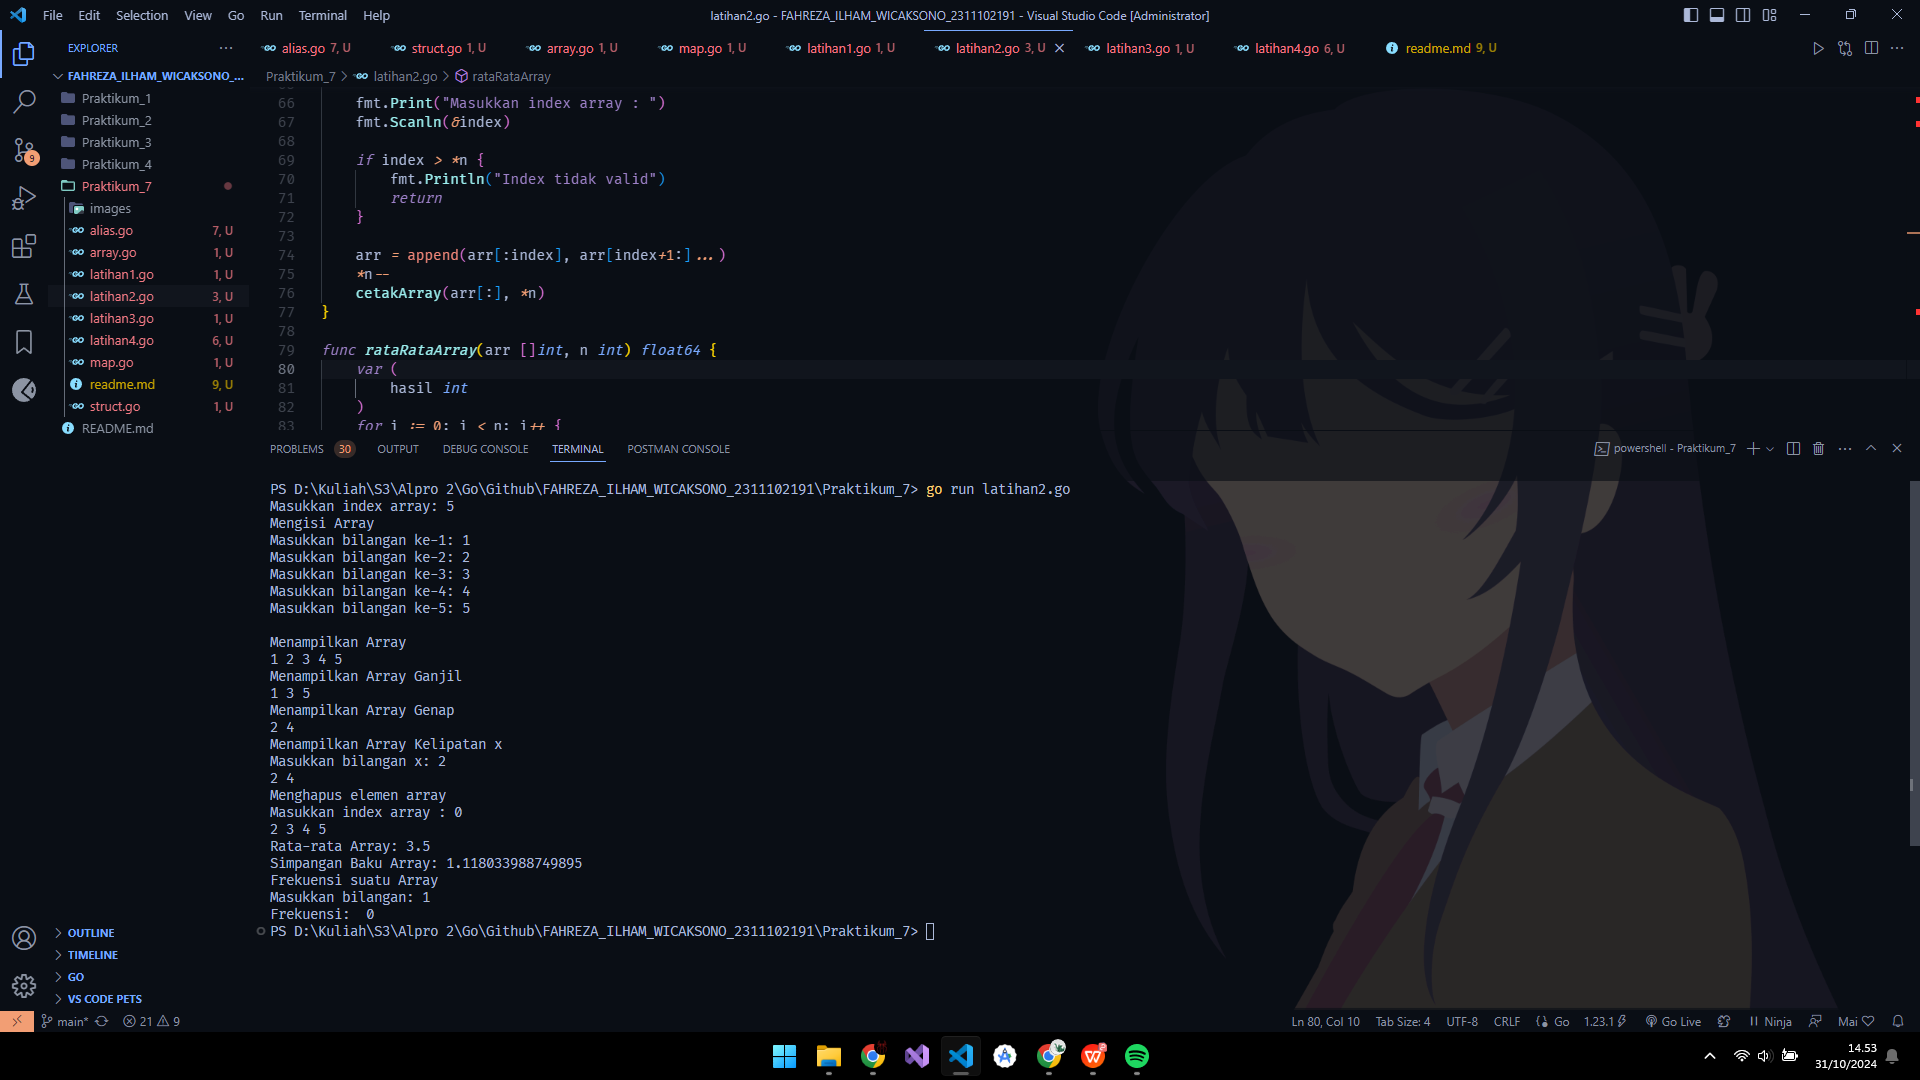 File Edit Selection View Go Run Terminal Help
latihan2.go - FAHREZA_ILHAM_WICAKSONO_2311102191 - Visual Studio Code [Administrator]
EXPLORER
alias.go 7, U struct.go 1, U array.go 1, U map.go 1, U latihan1.go 1, U latihan2.go 3, U latihan3.go 1, U latihan4.go 6, U readme.md 9, U
FAHREZA_ILHAM_WICAKSONO_...
Praktikum_1
Praktikum_2
Praktikum_3
Praktikum_4
Praktikum_7
images
alias.go 7, U
array.go 1, U
latihan1.go 1, U
latihan2.go 3, U
latihan3.go 1, U
latihan4.go 6, U
map.go 1, U
readme.md 9, U
struct.go 1, U
README.md
OUTLINE
TIMELINE
GO
VS CODE PETS
Praktikum_7 > latihan2.go > rataRataArray
66 fmt.Print("Masukkan index array : ")
67 fmt.Scanln(&index)
68
69 if index > *n {
70 fmt.Println("Index tidak valid")
71 return
72 }
73
74 arr = append(arr[:index], arr[index+1:]...)
75 *n--
76 cetakArray(arr[:], *n)
77 }
78
79 func rataRataArray(arr []int, n int) float64 {
80 var (
81 hasil int
82 )
83 for i := 0; i < n; i++ {
PROBLEMS 30 OUTPUT DEBUG CONSOLE TERMINAL POSTMAN CONSOLE
powershell - Praktikum_7
PS D:\Kuliah\S3\Alpro 2\Go\Github\FAHREZA_ILHAM_WICAKSONO_2311102191\Praktikum_7> go run latihan2.go
Masukkan index array: 5
Mengisi Array
Masukkan bilangan ke-1: 1
Masukkan bilangan ke-2: 2
Masukkan bilangan ke-3: 3
Masukkan bilangan ke-4: 4
Masukkan bilangan ke-5: 5
Menampilkan Array
1 2 3 4 5
Menampilkan Array Ganjil
1 3 5
Menampilkan Array Genap
2 4
Menampilkan Array Kelipatan x
Masukkan bilangan x: 2
2 4
Menghapus elemen array
Masukkan index array : 0
2 3 4 5
Rata-rata Array: 3.5
Simpangan Baku Array: 1.118033988749895
Frekuensi suatu Array
Masukkan bilangan: 1
Frekuensi:  0
PS D:\Kuliah\S3\Alpro 2\Go\Github\FAHREZA_ILHAM_WICAKSONO_2311102191\Praktikum_7>
9
main* 21 9
Ln 80, Col 10 Tab Size: 4 UTF-8 CRLF Go 1.23.1 Go Live Ninja Mai
14.53
31/10/2024